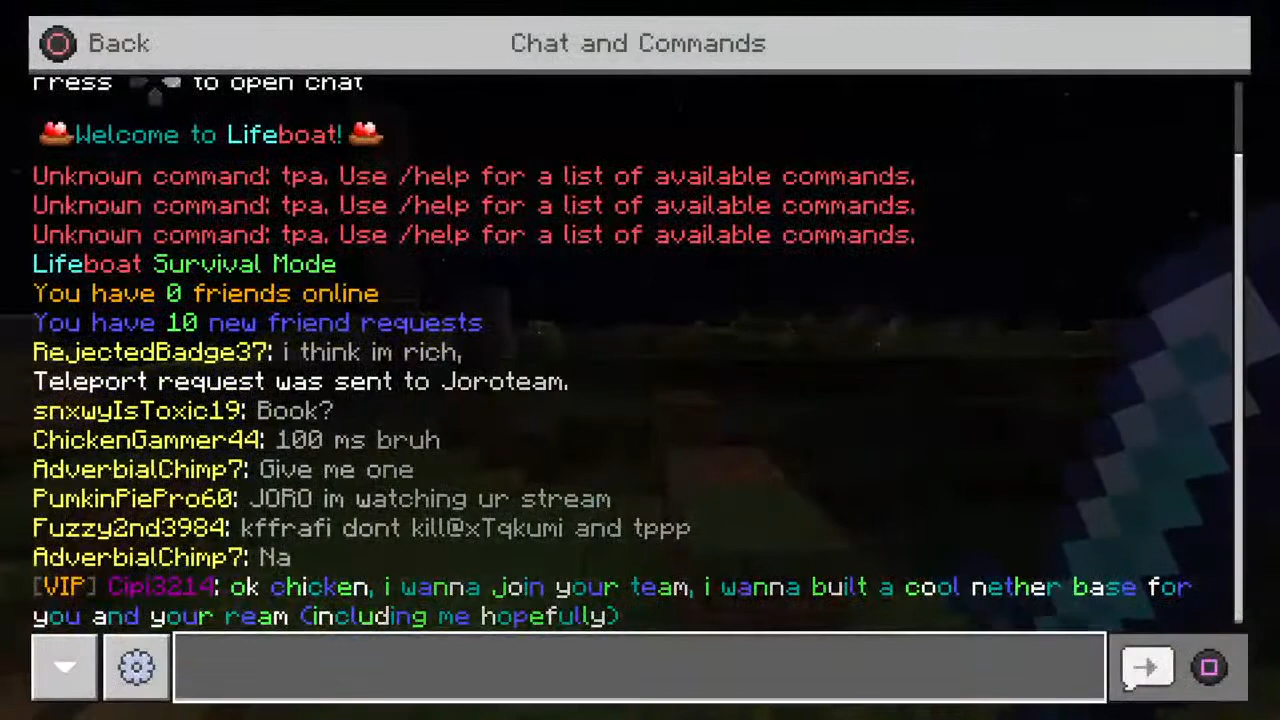 Back
Chat and Commands
Press to open chat
Welcome to Lifeboat!
Unknown command: tpa. Use /help for a list of available commands.
Unknown command: tpa. Use /help for a list of available commands.
Unknown command: tpa. Use /help for a list of available commands.
Lifeboat Survival Mode
You have 0 friends online
You have 10 new friend requests
RejectedBadge37: i think im rich,
Teleport request was sent to Joroteam.
snxwyIsToxic19: Book?
ChickenGammer44: 100 ms bruh
AdverbialChimp7: Give me one
PumkinPiePro60: JORO im watching ur stream
Fuzzy2nd3984: kffrafi dont kill@xTqkumi and tppp
AdverbialChimp7: Na
[VIP] Cipl3214: ok chicken, i wanna join your team, i wanna built a cool nether base for
you and your ream (including me hopefully)